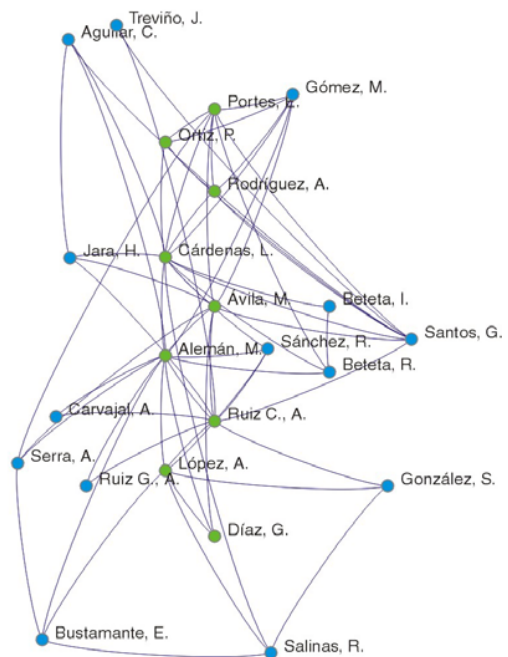 Treviño, J.
Aguilar, C.
Gómez, M.
Portes, E.
Ortiz, P.
Rodríguez, A.
Jara, H.
Cárdenas, L.
Ávila, M.
Beteta, I.
Santos, G.
Alemán, M.
Sánchez, R.
Beteta, R.
Carvajal, A.
Ruiz C., A.
Serra, A.
Ruiz G., A.
López, A.
González, S.
Díaz, G.
Bustamante, E.
Salinas, R.